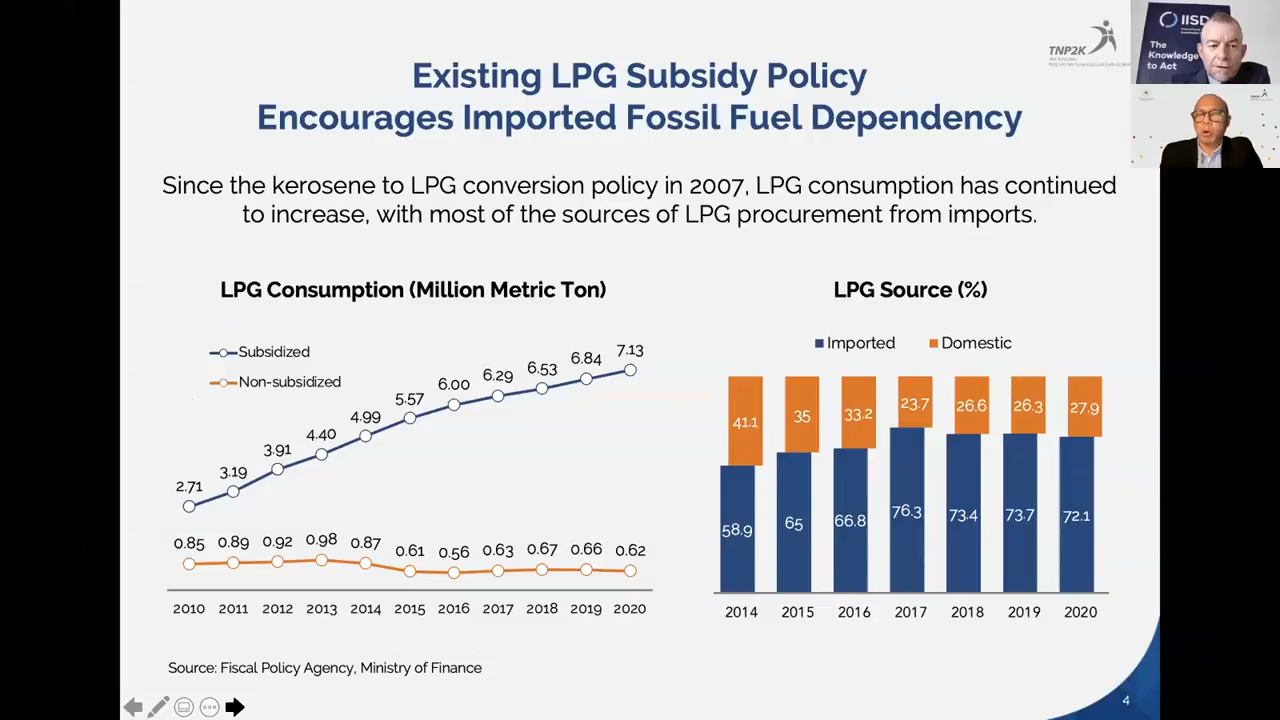 TNP2K
IISD
The
Knowledge
to Act
Existing LPG Subsidy Policy
Encourages Imported Fossil Fuel Dependency
Since the kerosene to LPG conversion policy in 2007, LPG consumption has continued
to increase, with most of the sources of LPG procurement from imports.
LPG Consumption (Million Metric Ton)
Subsidized
Non-subsidized
2.71 3.19 3.91 4.40 4.99 5.57 6.00 6.29 6.53 6.84 7.13
0.85 0.89 0.92 0.98 0.87 0.61 0.56 0.63 0.67 0.66 0.62
2010 2011 2012 2013 2014 2015 2016 2017 2018 2019 2020
LPG Source (%)
Imported Domestic
41.1 35 33.2 23.7 26.6 26.3 27.9
58.9 65 66.8 76.3 73.4 73.7 72.1
2014 2015 2016 2017 2018 2019 2020
Source: Fiscal Policy Agency, Ministry of Finance
4